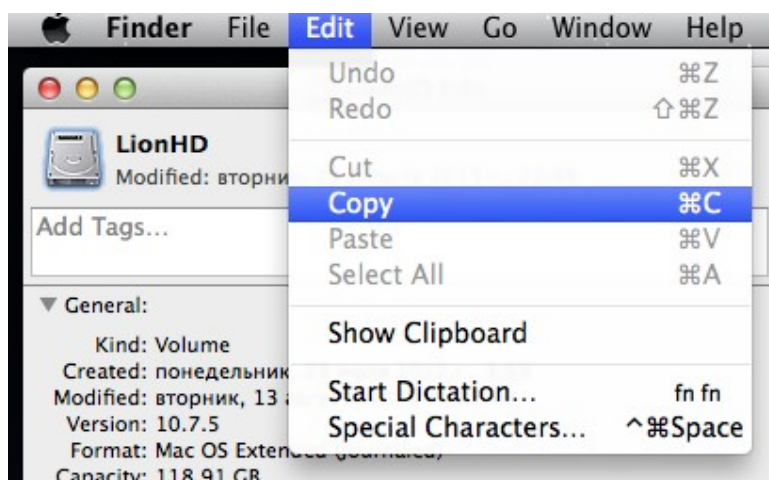 Finder File Edit View Go Window Help
Undo ⌘Z
Redo ⇧⌘Z
Cut ⌘X
Copy ⌘C
Paste ⌘V
Select All ⌘A
Show Clipboard
Start Dictation... fn fn
Special Characters... ^⌘Space
LionHD
Modified: вторни
Add Tags...
▼ General:
Kind: Volume
Created: понедельник
Modified: вторник, 13
Version: 10.7.5
Format: Mac OS Extended (Journaled)
Capacity: 118,91 GB